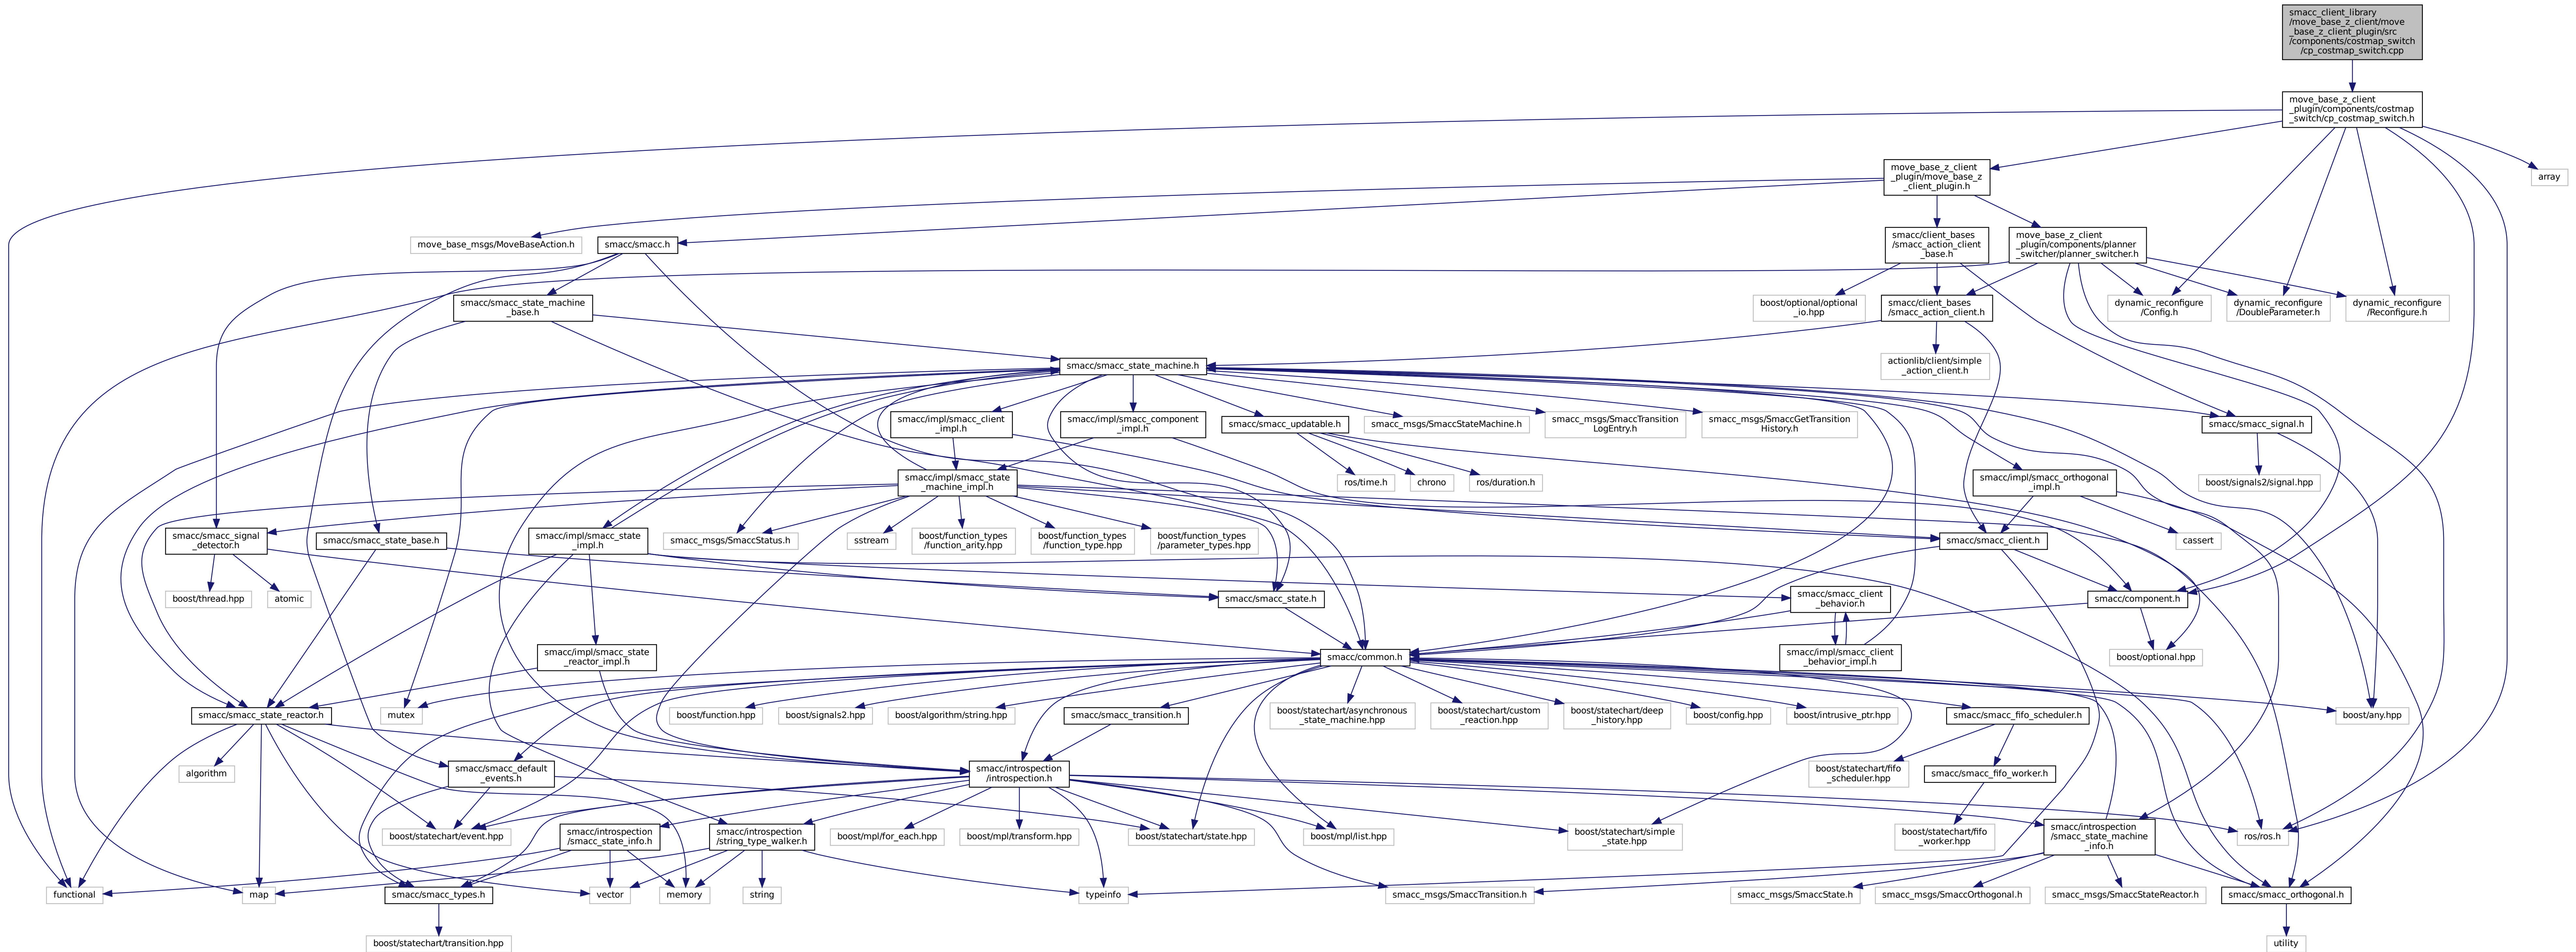 smacc_client_library
/move_base_z_client/move
_base_z_client_plugin/src
/components/costmap_switch
/cp_costmap_switch.cpp
move_base_z_client
_plugin/components/costmap
_switch/cp_costmap_switch.h
move_base_z_client
_plugin/move_base_z
_client_plugin.h
array
move_base_msgs/MoveBaseAction.h
smacc/smacc.h
smacc/client_bases
/smacc_action_client
_base.h
move_base_z_client
_plugin/components/planner
_switcher/planner_switcher.h
smacc/smacc_state_machine
_base.h
boost/optional/optional
_io.hpp
smacc/client_bases
/smacc_action_client.h
dynamic_reconfigure
/Config.h
dynamic_reconfigure
/DoubleParameter.h
dynamic_reconfigure
/Reconfigure.h
smacc/smacc_state_machine.h
actionlib/client/simple
_action_client.h
smacc/impl/smacc_client
_impl.h
smacc/impl/smacc_component
_impl.h
smacc/smacc_updatable.h
smacc_msgs/SmaccStateMachine.h
smacc_msgs/SmaccTransition
LogEntry.h
smacc_msgs/SmaccGetTransition
History.h
smacc/smacc_signal.h
smacc/impl/smacc_state
_machine_impl.h
ros/time.h
chrono
ros/duration.h
smacc/impl/smacc_orthogonal
_impl.h
boost/signals2/signal.hpp
smacc/smacc_signal
_detector.h
smacc/smacc_state_base.h
smacc/impl/smacc_state
_impl.h
smacc_msgs/SmaccStatus.h
sstream
boost/function_types
/function_arity.hpp
boost/function_types
/function_type.hpp
boost/function_types
/parameter_types.hpp
smacc/smacc_client.h
cassert
boost/thread.hpp
atomic
smacc/smacc_state.h
smacc/smacc_client
_behavior.h
smacc/component.h
smacc/impl/smacc_state
_reactor_impl.h
smacc/common.h
smacc/impl/smacc_client
_behavior_impl.h
boost/optional.hpp
smacc/smacc_state_reactor.h
mutex
boost/function.hpp
boost/signals2.hpp
boost/algorithm/string.hpp
smacc/smacc_transition.h
boost/statechart/asynchronous
_state_machine.hpp
boost/statechart/custom
_reaction.hpp
boost/statechart/deep
_history.hpp
boost/config.hpp
boost/intrusive_ptr.hpp
smacc/smacc_fifo_scheduler.h
boost/any.hpp
algorithm
smacc/smacc_default
_events.h
smacc/introspection
/introspection.h
boost/statechart/fifo
_scheduler.hpp
smacc/smacc_fifo_worker.h
boost/statechart/event.hpp
smacc/introspection
/smacc_state_info.h
smacc/introspection
/string_type_walker.h
boost/mpl/for_each.hpp
boost/mpl/transform.hpp
boost/statechart/state.hpp
boost/mpl/list.hpp
boost/statechart/simple
_state.hpp
boost/statechart/fifo
_worker.hpp
smacc/introspection
/smacc_state_machine
_info.h
ros/ros.h
functional
map
smacc/smacc_types.h
vector
memory
string
typeinfo
smacc_msgs/SmaccTransition.h
smacc_msgs/SmaccState.h
smacc_msgs/SmaccOrthogonal.h
smacc_msgs/SmaccStateReactor.h
smacc/smacc_orthogonal.h
boost/statechart/transition.hpp
utility